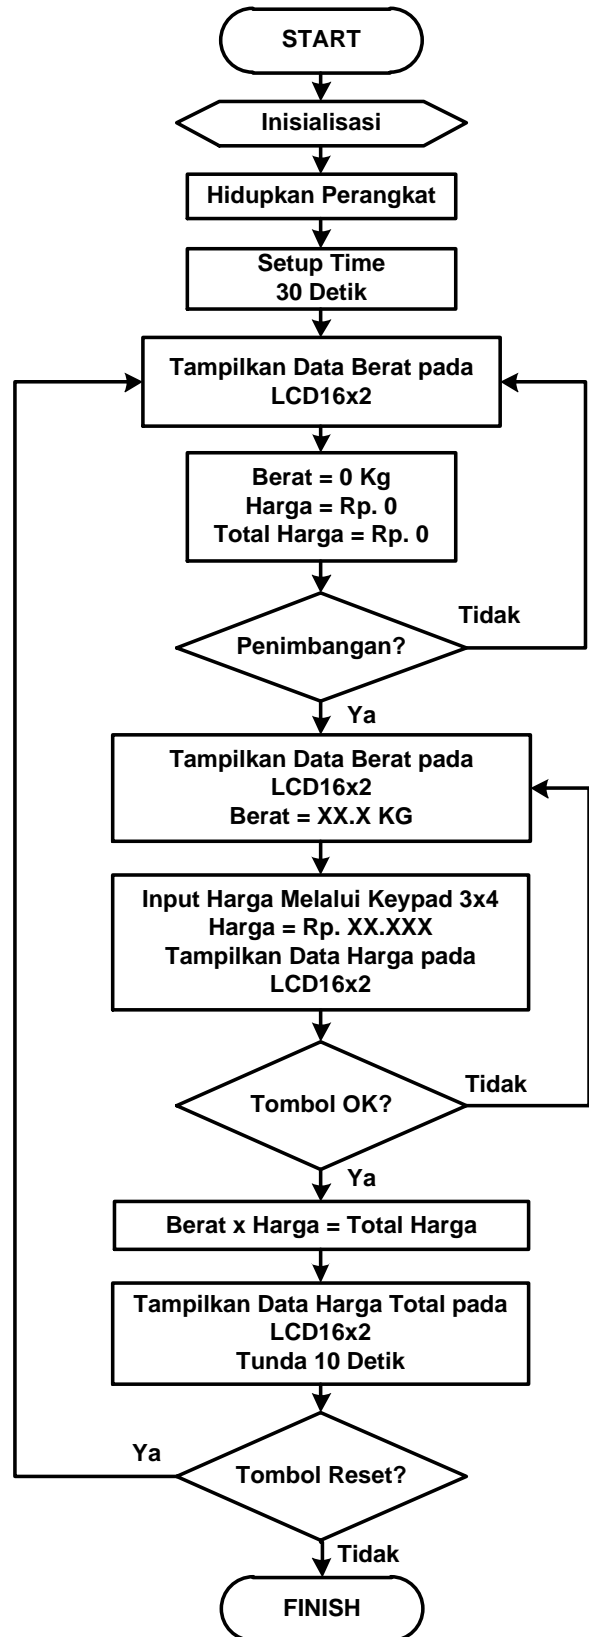 START
Inisialisasi
Hidupkan Perangkat
Setup Time
30 Detik
Tampilkan Data Berat pada
LCD16x2
Berat = 0 Kg
Harga = Rp. 0
Total Harga = Rp. 0
Tidak
Penimbangan?
Ya
Tampilkan Data Berat pada
LCD16x2
Berat = XX.X KG
Input Harga Melalui Keypad 3x4
Harga = Rp. XX.XXX
Tampilkan Data Harga pada
LCD16x2
Tidak
Tombol OK?
Ya
Berat x Harga = Total Harga
Tampilkan Data Harga Total pada
LCD16x2
Tunda 10 Detik
Ya
Tombol Reset?
Tidak
FINISH